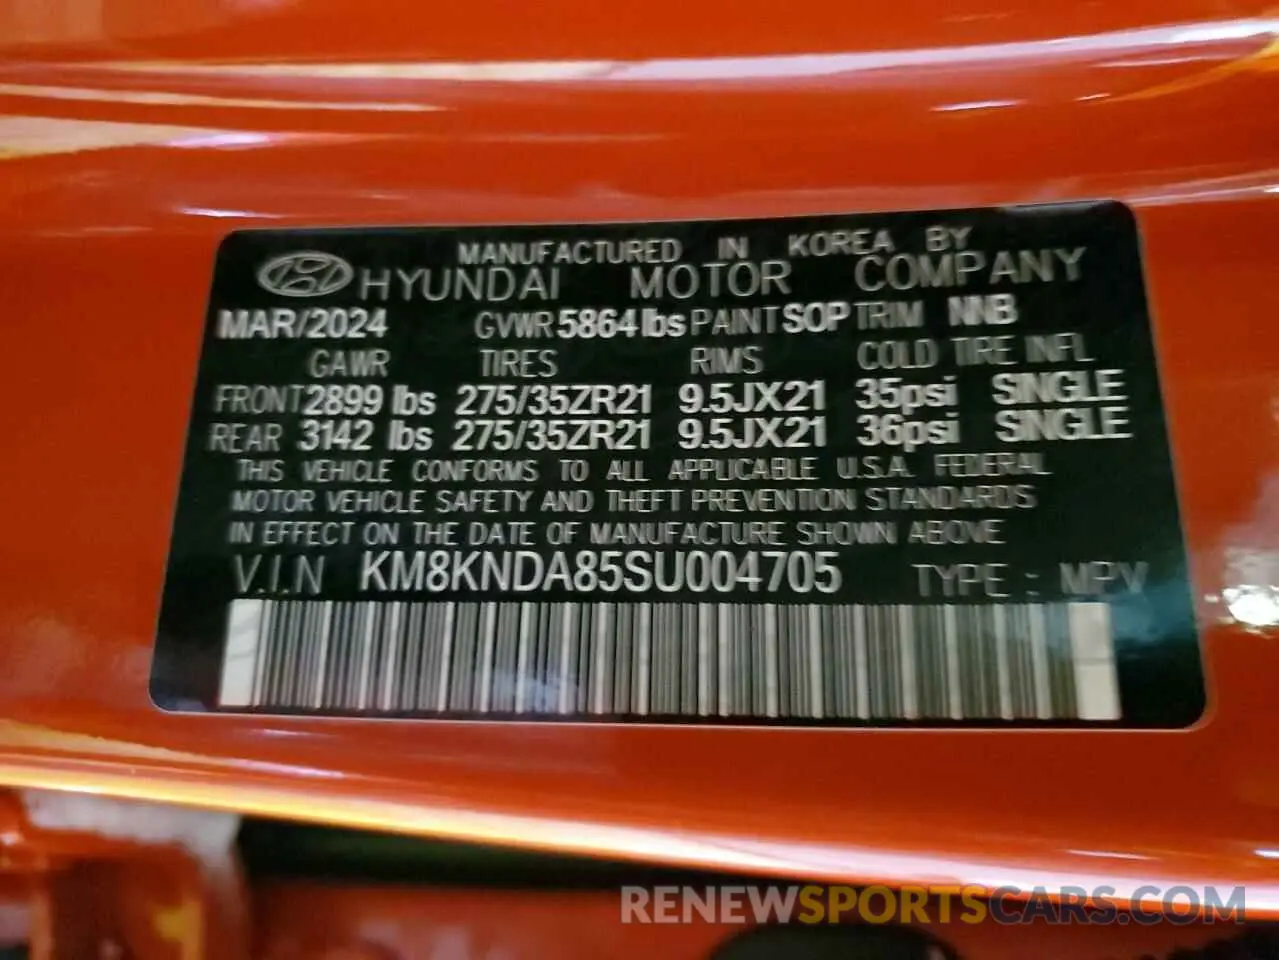 MANUFACTURED IN KOREA BY
HYUNDAI MOTOR COMPANY
MAR/2024 GVWR 5864 lbs PAINT SOP TRIM NNB
GAWR TIRES RIMS COLD TIRE INFL
FRONT 2899 lbs 275/35ZR21 9.5JX21 35psi SINGLE
REAR 3142 lbs 275/35ZR21 9.5JX21 36psi SINGLE
THIS VEHICLE CONFORMS TO ALL APPLICABLE U.S.A. FEDERAL
MOTOR VEHICLE SAFETY AND THEFT PREVENTION STANDARDS
IN EFFECT ON THE DATE OF MANUFACTURE SHOWN ABOVE
V.I.N KM8KNDA85SU004705 TYPE : MPV
RENEWSPORTSCARS.COM